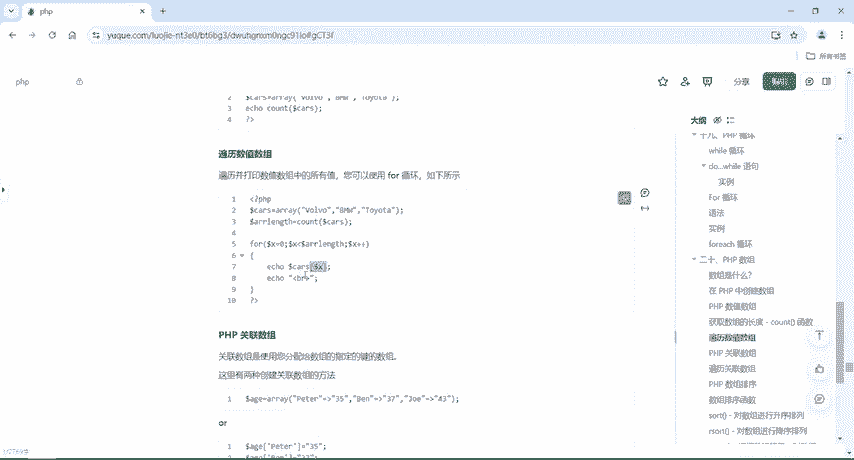 php
yuque.com/luojie-nt3e0/bt6bg3/dwuhgnxm0ngc91io#gCT3f
所有书签
php
分享
2 $cars=array("Volvo","BMW","Toyota");
3 echo count($cars);
4 ?>
遍历数值数组
遍历并打印数值数组中的所有值，您可以使用 for 循环，如下所示
1 <?php
2 $cars=array("Volvo","BMW","Toyota");
3 $arrlength=count($cars);
4
5 for($x=0;$x<$arrlength;$x++)
6 {
7 echo $cars[$x];
8 echo "<br>";
9 }
10 ?>
PHP 关联数组
关联数组是使用您分配给数组的指定的键的数组。
这里有两种创建关联数组的方法
1 $age=array("Peter"=>"35","Ben"=>"37","Joe"=>"43");
or
1 $age['Peter']="35";
大纲
十九、PHP 循环
while 循环
do...while 语句
实例
For 循环
语法
实例
foreach 循环
二十、PHP 数组
数组是什么？
在 PHP 中创建数组
PHP 数值数组
获取数组的长度 - count() 函数
遍历数值数组
PHP 关联数组
遍历关联数组
PHP 数组排序
数组排序函数
sort() - 对数组进行升序排列
rsort() - 对数组进行降序排列